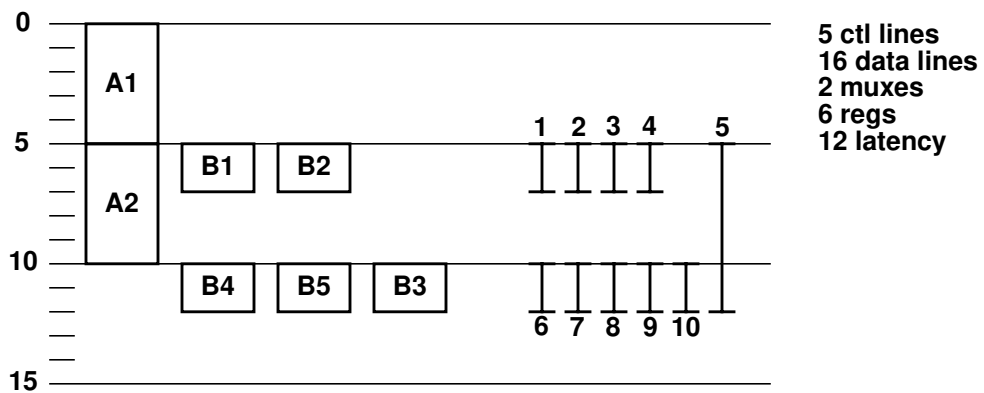 0
5 ctl lines
16 data lines
2 muxes
6 regs
12 latency
A1
1 2 3 4 5
5
B1 B2
A2
10
B4 B5 B3
6 7 8 9 10
15